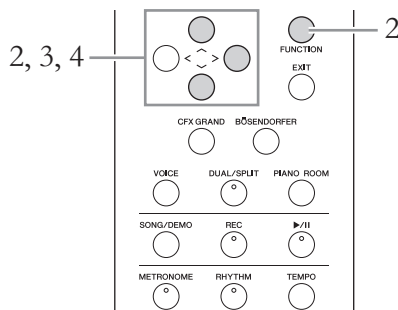 2
2, 3, 4
FUNCTION
EXIT
CFX GRAND BÖSENDORFER
VOICE DUAL/SPLIT PIANO ROOM
SONG/DEMO REC ▶/II
METRONOME RHYTHM TEMPO